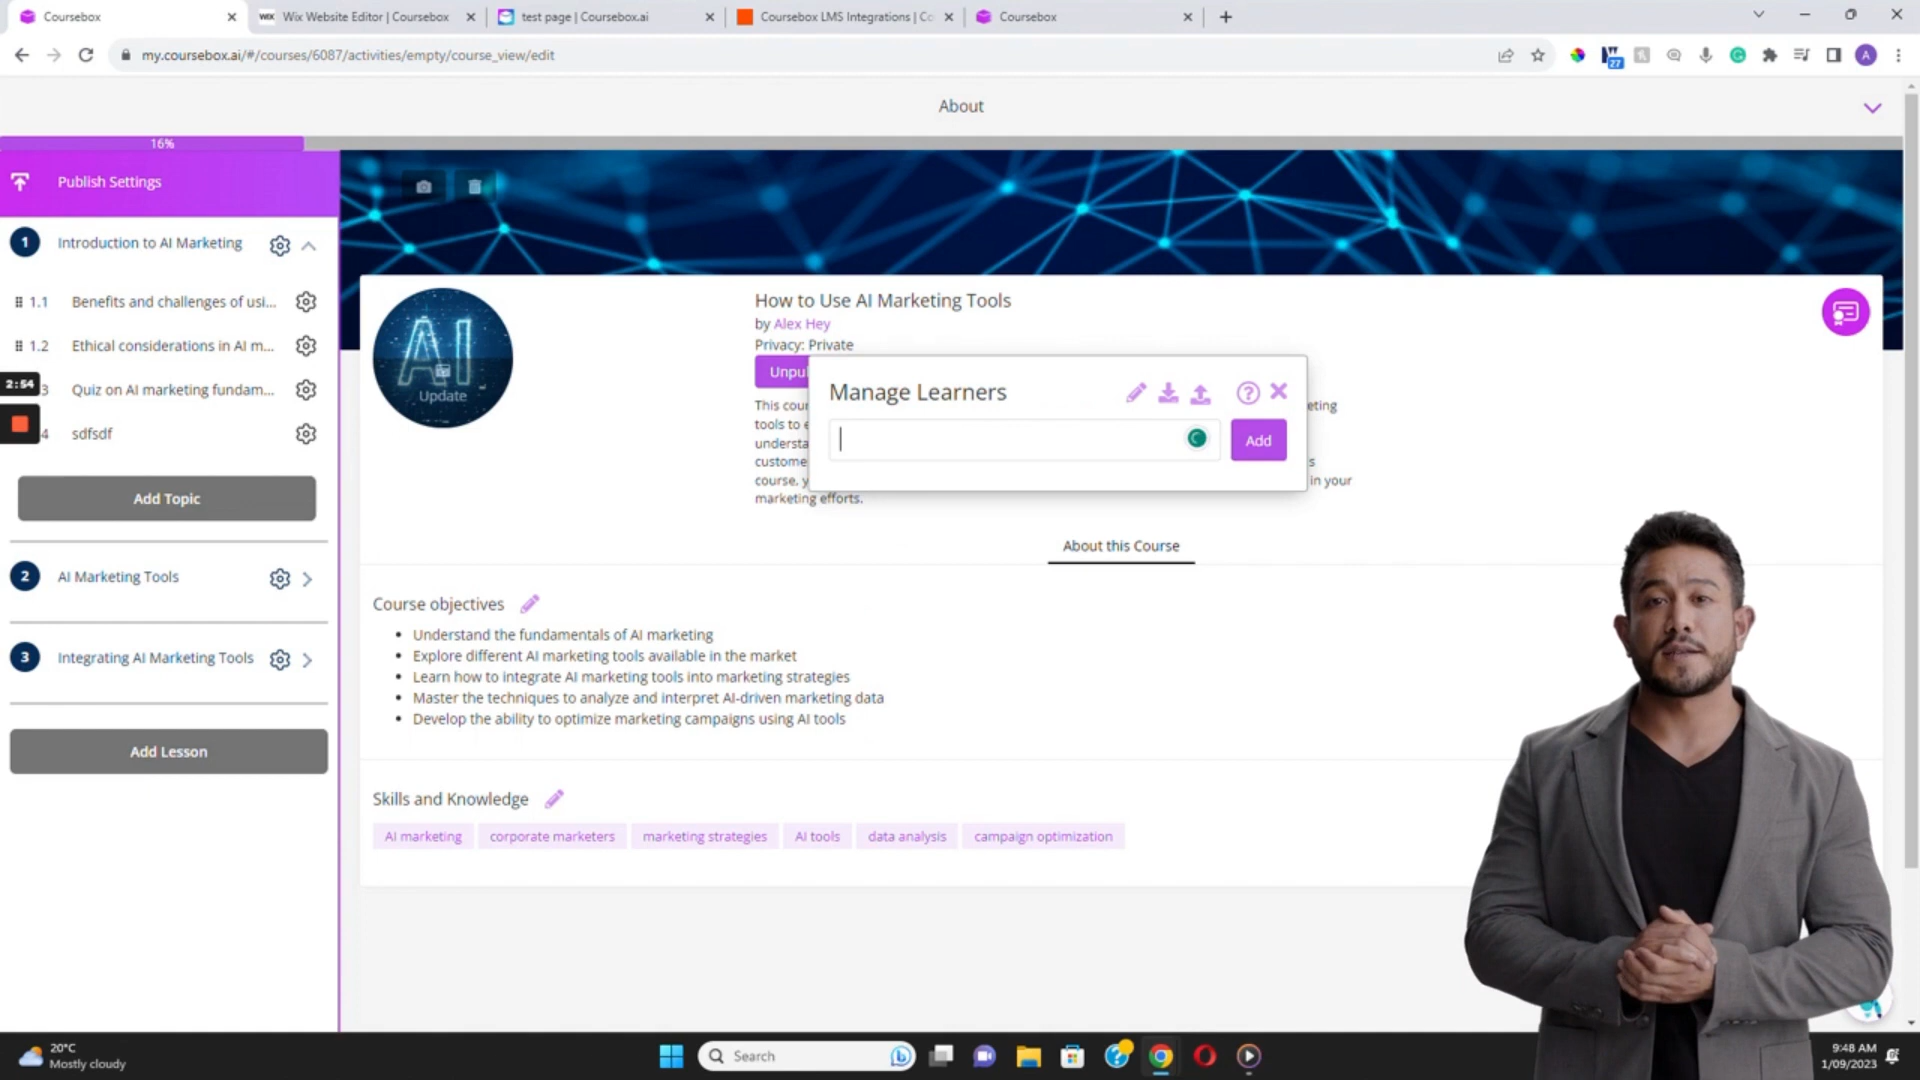 Coursebox
WIX Wix Website Editor | Coursebox
test page | Coursebox.ai
Coursebox LMS Integrations | Co
Coursebox
my.coursebox.ai/#/courses/6087/activities/empty/course_view/edit
27
A
About
16%
Publish Settings
1 Introduction to AI Marketing
1.1 Benefits and challenges of usi...
1.2 Ethical considerations in AI m...
2:54
3 Quiz on AI marketing fundam...
4 sdfsdf
Add Topic
2 AI Marketing Tools
3 Integrating AI Marketing Tools
Add Lesson
AI
Update
How to Use AI Marketing Tools
by Alex Hey
Privacy: Private
Unpu
Manage Learners
Add
This cour eting
tools to e
understa
custome s
course, y in your
marketing efforts.
About this Course
Course objectives
• Understand the fundamentals of AI marketing
• Explore different AI marketing tools available in the market
• Learn how to integrate AI marketing tools into marketing strategies
• Master the techniques to analyze and interpret AI-driven marketing data
• Develop the ability to optimize marketing campaigns using AI tools
Skills and Knowledge
AI marketing corporate marketers marketing strategies AI tools data analysis campaign optimization
20°C
Mostly cloudy
Search
9:48 AM
1/09/2023